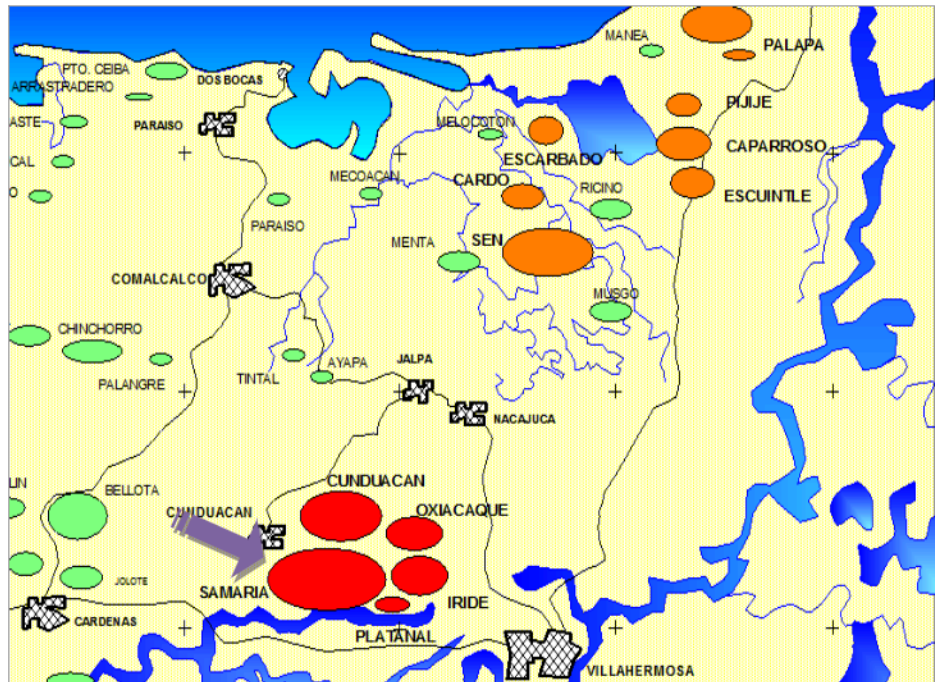 MANEA
PALAPA
PTO. CEIBA
DOS BOCAS
ARRASTRADERO
PIJIJE
ASTE
PARAISO
MELOCOTON
CAPARROSO
ESCARBADO
CAL
MECOACAN
CARDO
RICINO
ESCUINTLE
O
PARAISO
MENTA
SEN
COMALCALCO
MUSGO
CHINCHORRO
JALPA
AYAPA
TINTAL
PALANGRE
NACAJUCA
LIN
BELLOTA
CUNDUACAN
CUNDUACAN
OXIACAQUE
JOLOTE
SAMARIA
IRIDE
CARDENAS
PLATANAL
VILLAHERMOSA